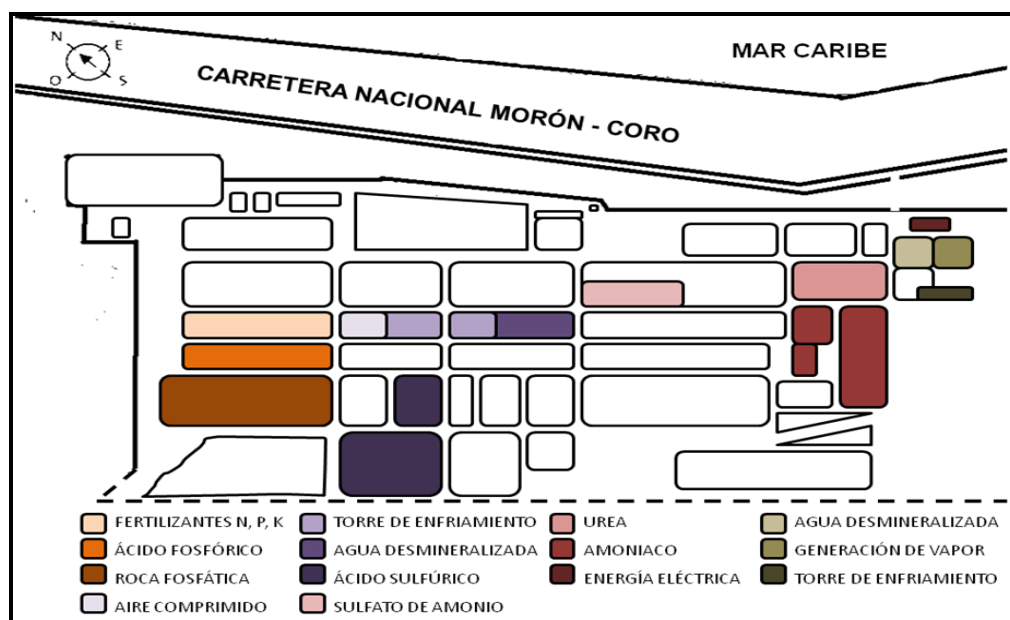 N
E
O
S
MAR CARIBE
CARRETERA NACIONAL MORÓN - CORO
FERTILIZANTES N, P, K
TORRE DE ENFRIAMIENTO
UREA
AGUA DESMINERALIZADA
ÁCIDO FOSFÓRICO
AGUA DESMINERALIZADA
AMONIACO
GENERACIÓN DE VAPOR
ROCA FOSFÁTICA
ÁCIDO SULFÚRICO
ENERGÍA ELÉCTRICA
TORRE DE ENFRIAMIENTO
AIRE COMPRIMIDO
SULFATO DE AMONIO